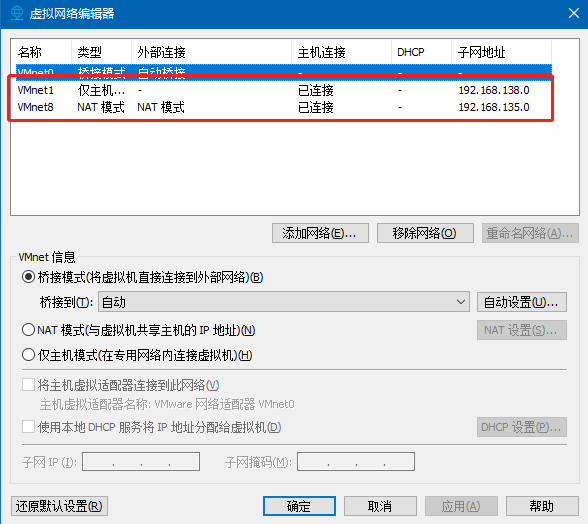 虚拟网络编辑器
名称 类型 外部连接 主机连接 DHCP 子网地址
VMnet0 桥接模式 自动桥接 - - -
VMnet1 仅主机... - 已连接 - 192.168.138.0
VMnet8 NAT 模式 NAT 模式 已连接 - 192.168.135.0
添加网络(E)... 移除网络(O) 重命名网络(A)...
VMnet 信息
桥接模式(将虚拟机直接连接到外部网络)(B)
桥接到(T): 自动 自动设置(U)...
NAT 模式(与虚拟机共享主机的 IP 地址)(N) NAT 设置(S)...
仅主机模式(在专用网络内连接虚拟机)(H)
将主机虚拟适配器连接到此网络(V)
主机虚拟适配器名称: VMware 网络适配器 VMnet0
使用本地 DHCP 服务将 IP 地址分配给虚拟机(D) DHCP 设置(P)...
子网 IP (I): . . . 子网掩码(M): . . .
还原默认设置(R) 确定 取消 应用(A) 帮助